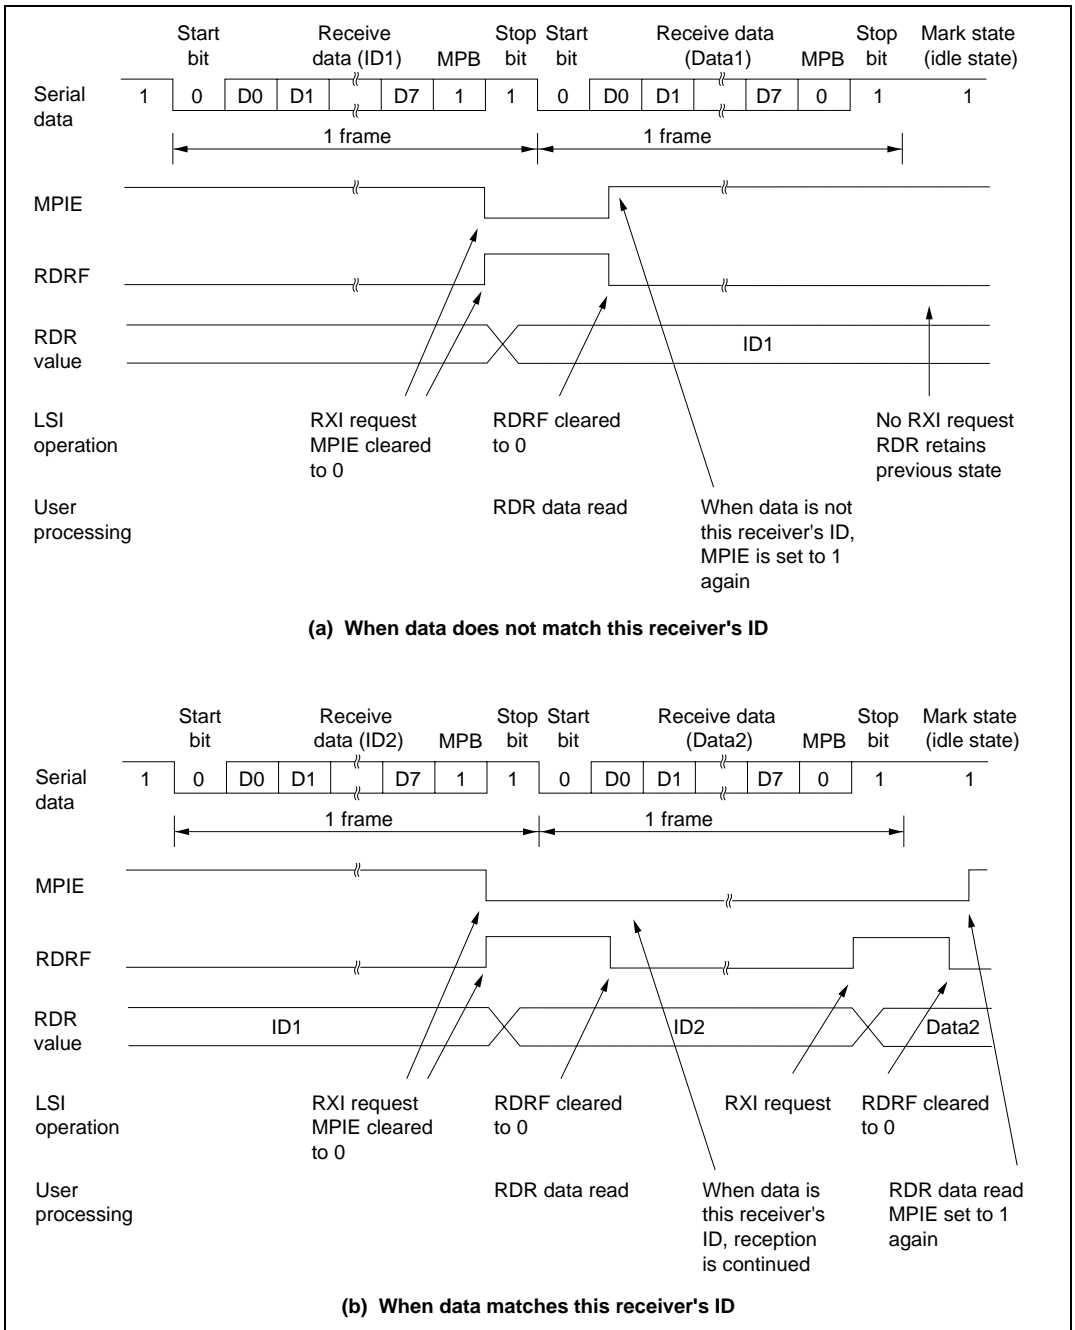 Start Receive Stop Start Receive data Stop Mark state
bit data (ID1) MPB bit bit (Data1) MPB bit (idle state)
Serial data 1 0 D0 D1 D7 1 1 0 D0 D1 D7 0 1 1
1 frame 1 frame
MPIE
RDRF
RDR value ID1
LSI operation
RXI request
MPIE cleared
to 0
RDRF cleared
to 0
No RXI request
RDR retains
previous state
User processing
RDR data read
When data is not
this receiver's ID,
MPIE is set to 1
again
(a) When data does not match this receiver's ID
Start Receive Stop Start Receive data Stop Mark state
bit data (ID2) MPB bit bit (Data2) MPB bit (idle state)
Serial data 1 0 D0 D1 D7 1 1 0 D0 D1 D7 0 1 1
1 frame 1 frame
MPIE
RDRF
RDR value ID1 ID2 Data2
LSI operation
RXI request
MPIE cleared
to 0
RDRF cleared
to 0
RXI request
RDRF cleared
to 0
User processing
RDR data read
When data is
this receiver's
ID, reception
is continued
RDR data read
MPIE set to 1
again
(b) When data matches this receiver's ID